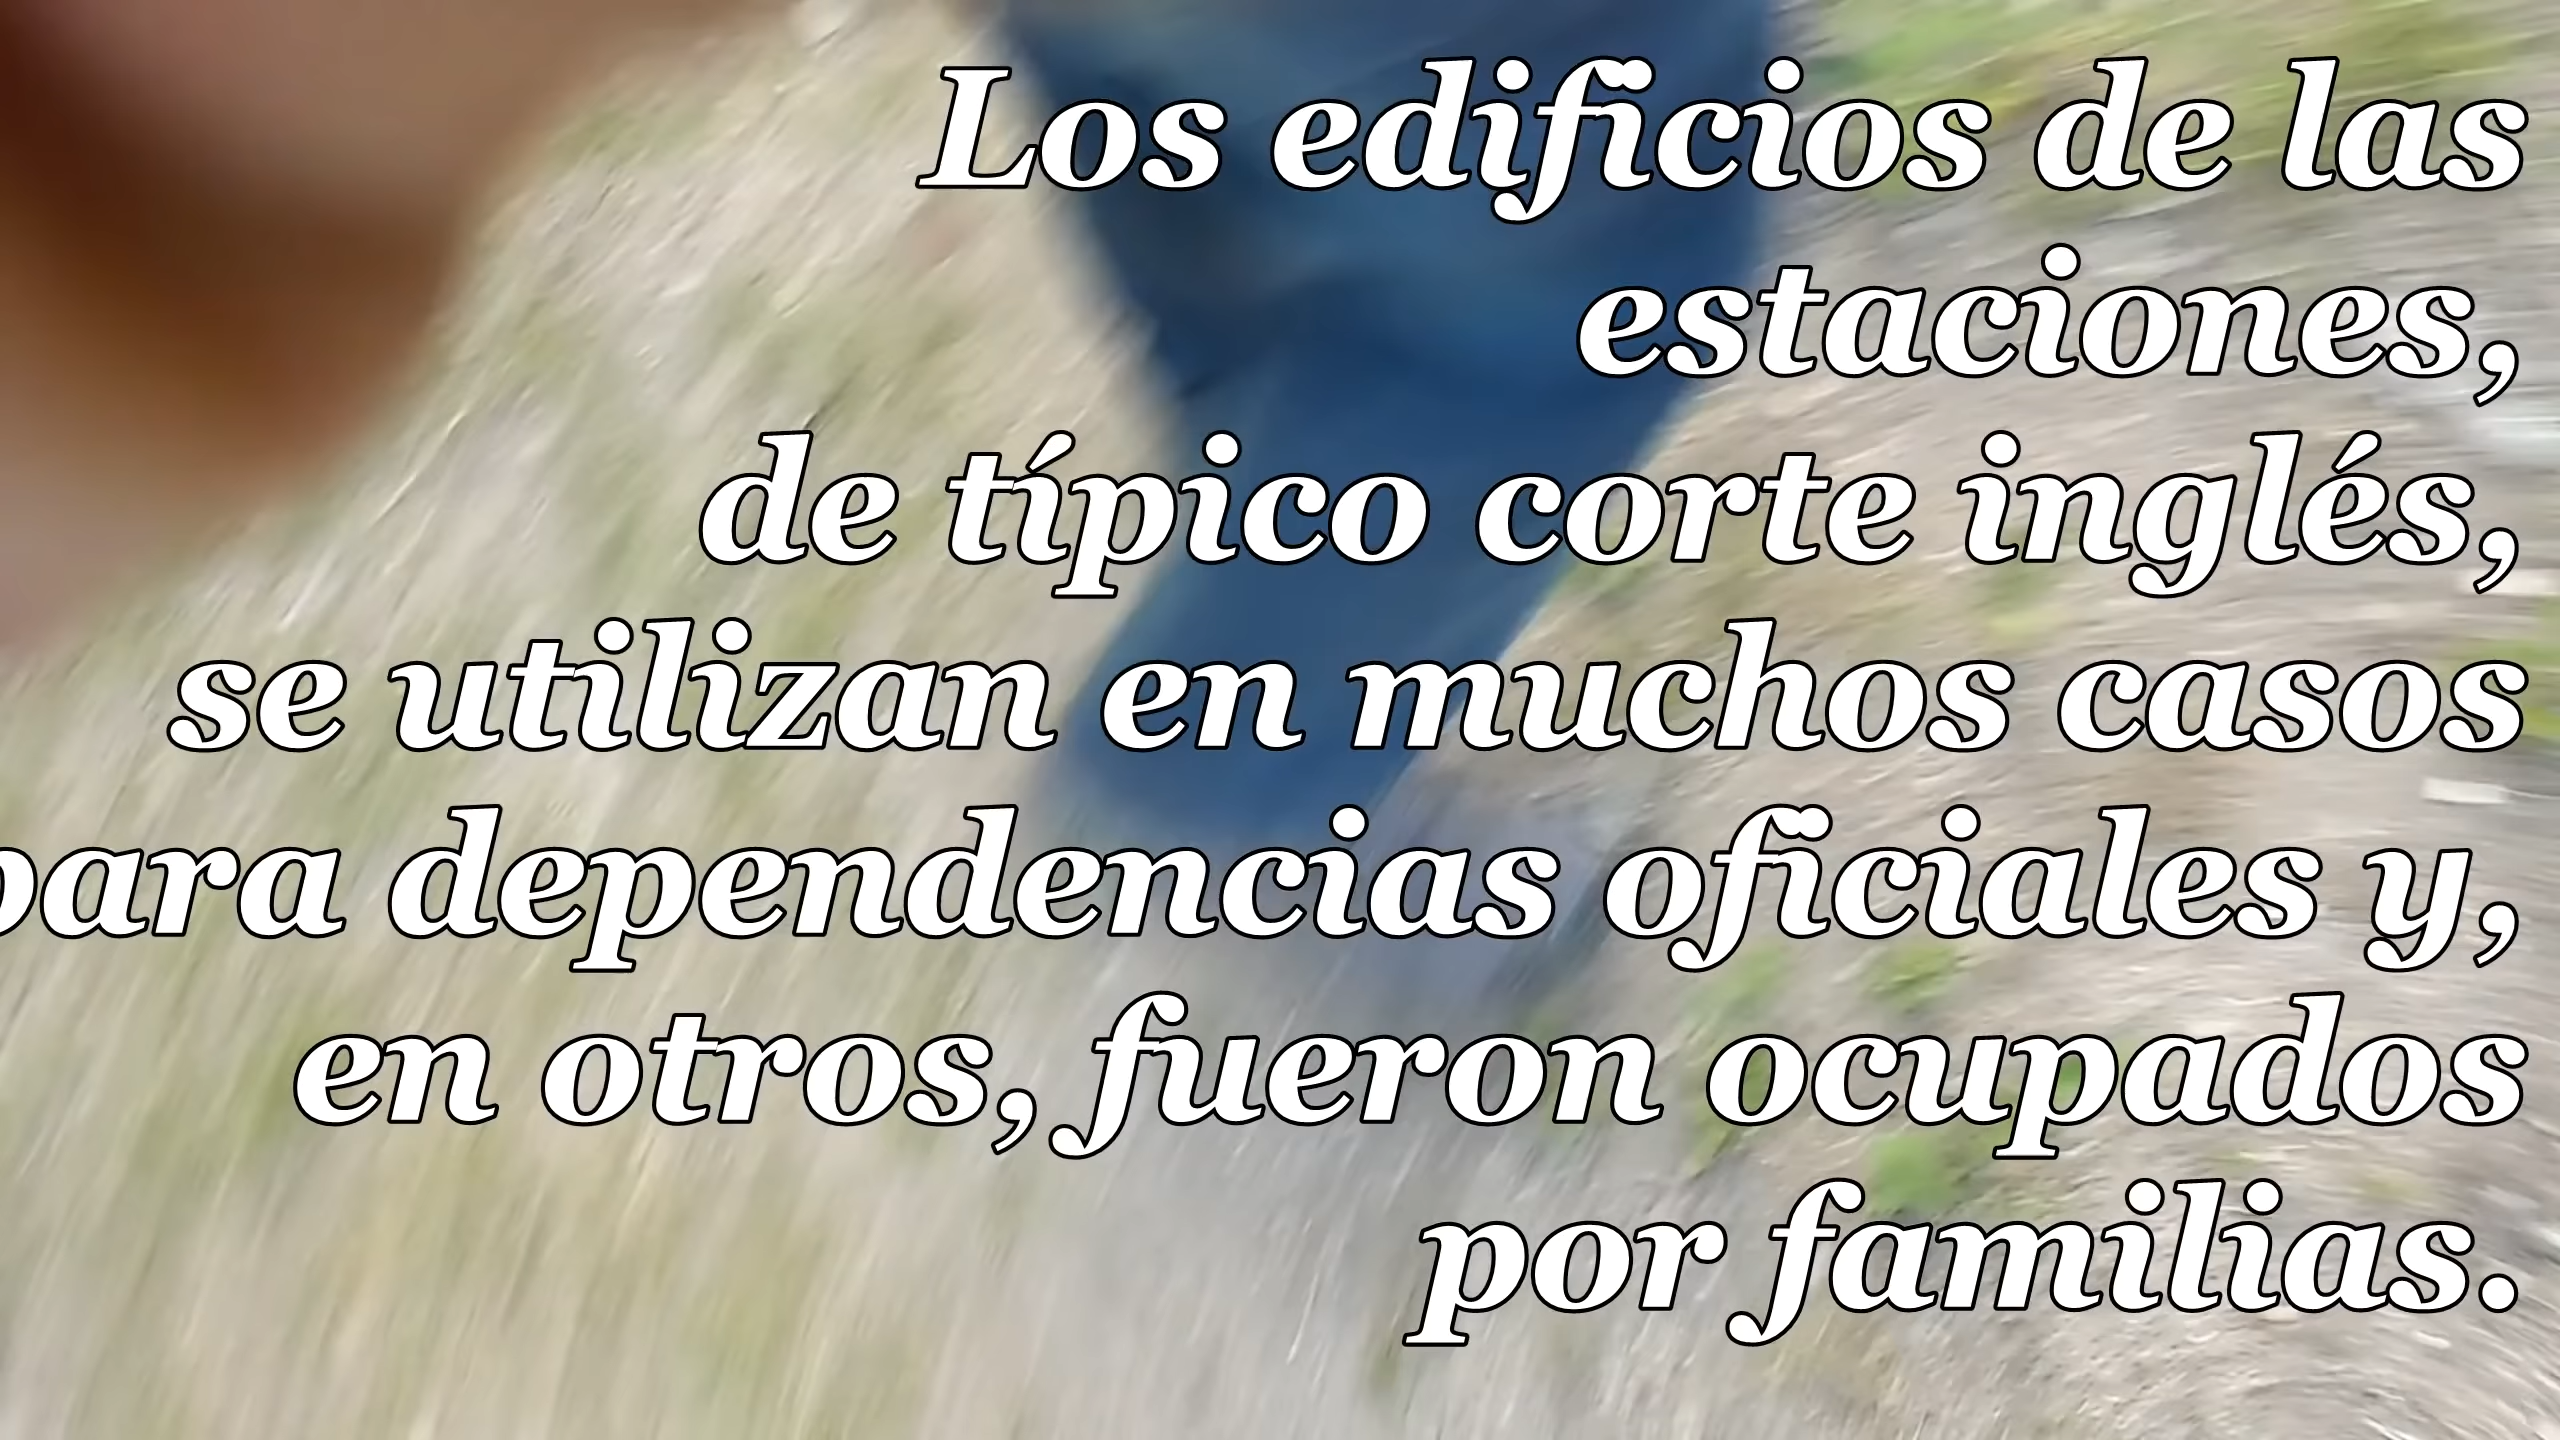 Los edificios de las
estaciones,
de típico corte inglés,
se utilizan en muchos casos
para dependencias oficiales y,
en otros, fueron ocupados
por familias.